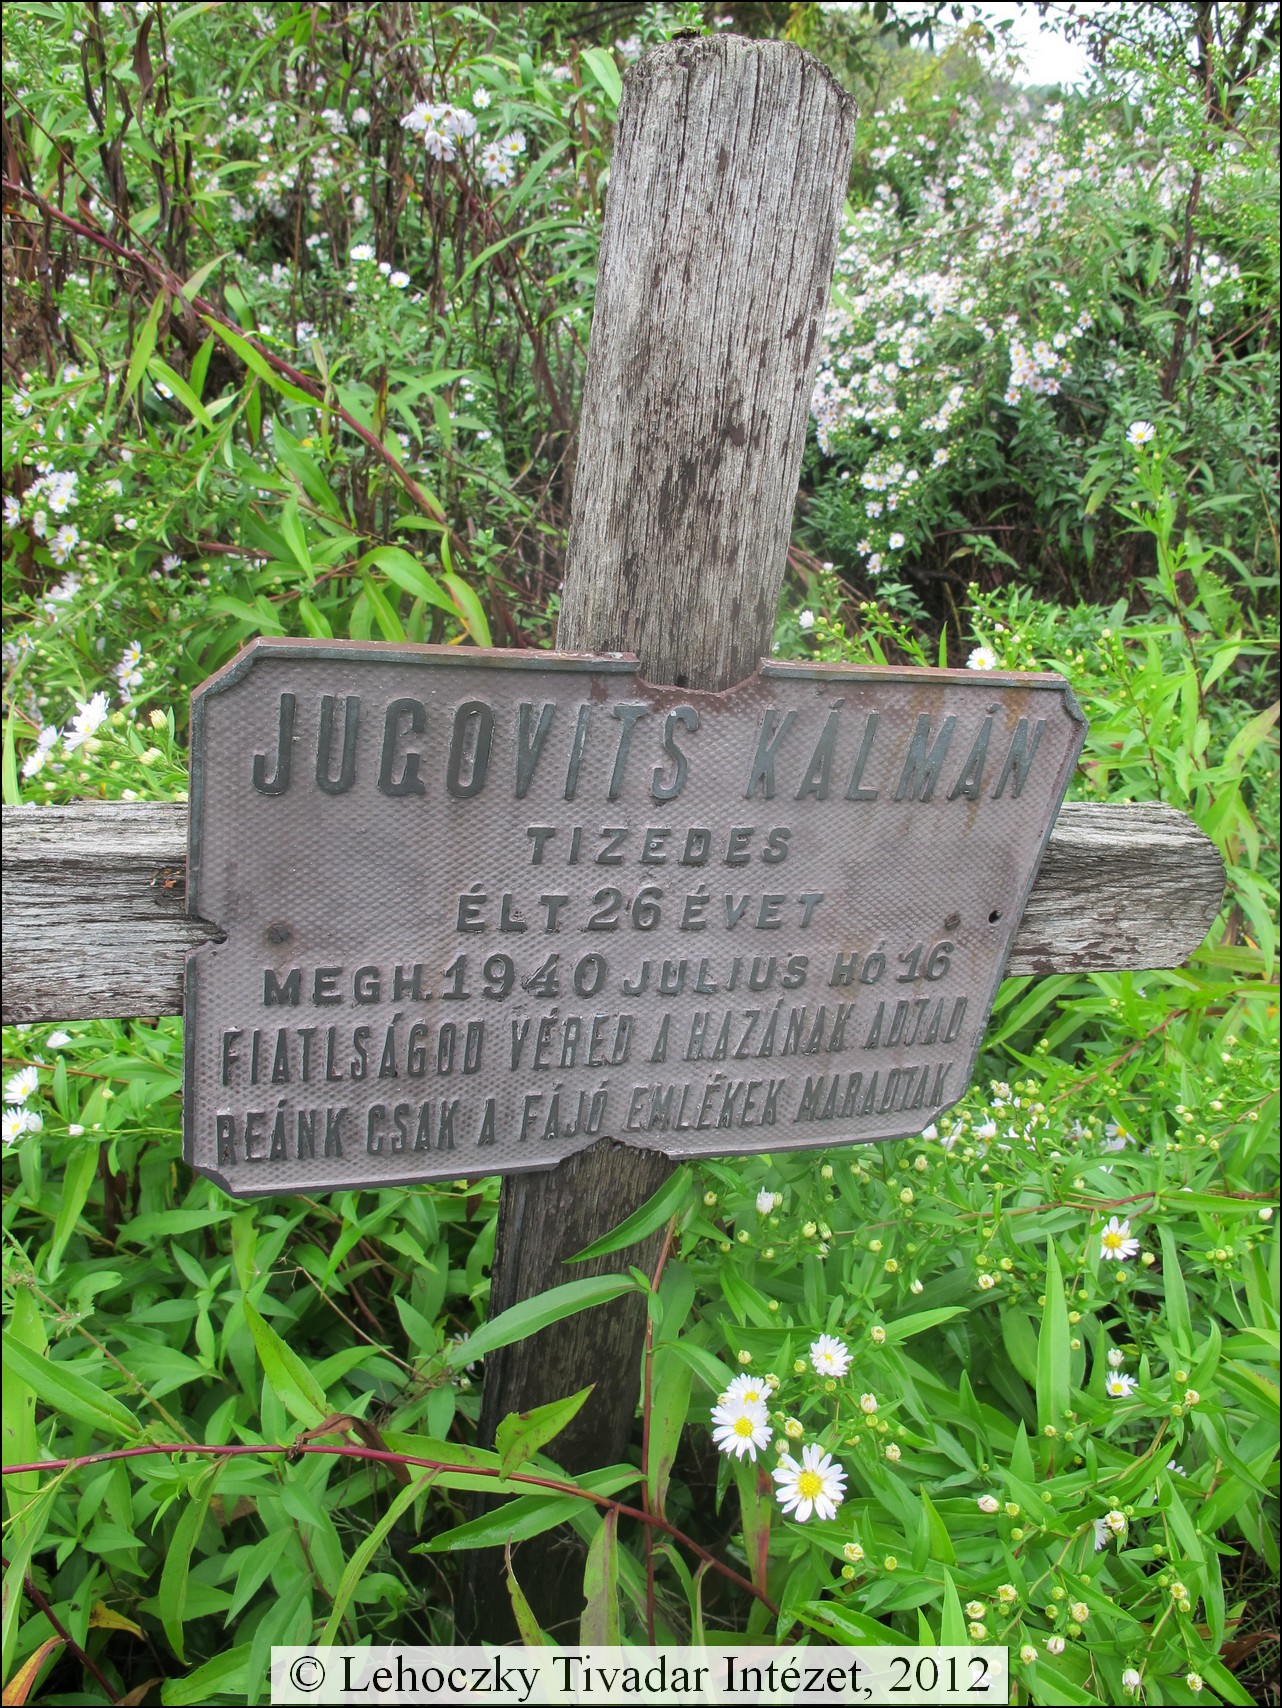 JUGOVITS KÁLMÁN
TIZEDES
ÉLT 26 ÉVET
MEGH. 1940 JULIUS HÓ 16
FIATLSÁGOD VÉRED A HAZÁNAK ADTAD
REÁNK CSAK A FÁJÓ EMLÉKEK MARADTAK
© Lehoczky Tivadar Intézet, 2012